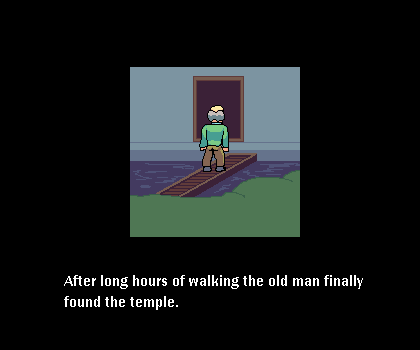 After long hours of walking the old man finally
found the temple.